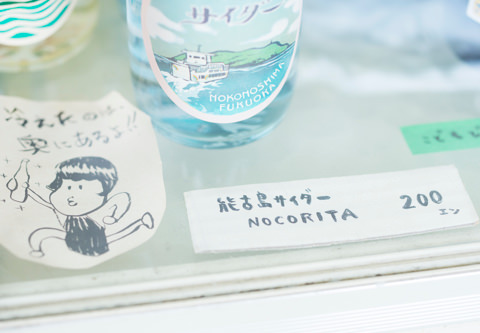 サイダー
NOKONOSHIMA
FUKUOKA
冷えたのは、
奥にあるよ!!
能古島サイダー
NOCORITA
200
エン